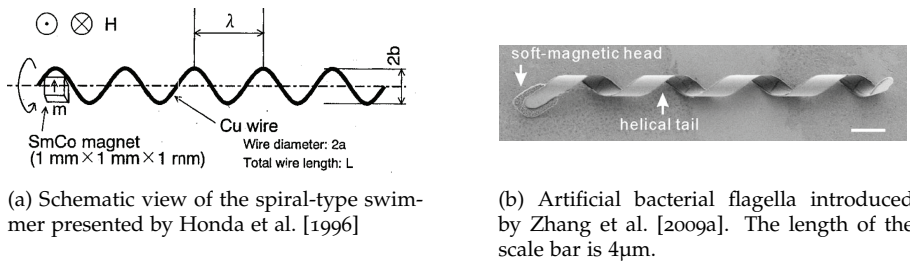 H
λ
2b
m
SmCo magnet
(1 mm×1 mm×1 mm)
Cu wire
Wire diameter: 2a
Total wire length: L
soft-magnetic head
helical tail
(a) Schematic view of the spiral-type swim-
mer presented by Honda et al. [1996]
(b) Artificial bacterial flagella introduced
by Zhang et al. [2009a]. The length of the
scale bar is 4µm.